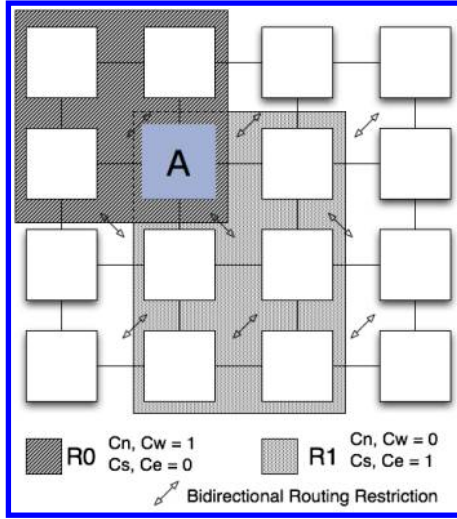 A
R0
Cn, Cw = 1
Cs, Ce = 0
R1
Cn, Cw = 0
Cs, Ce = 1
Bidirectional Routing Restriction